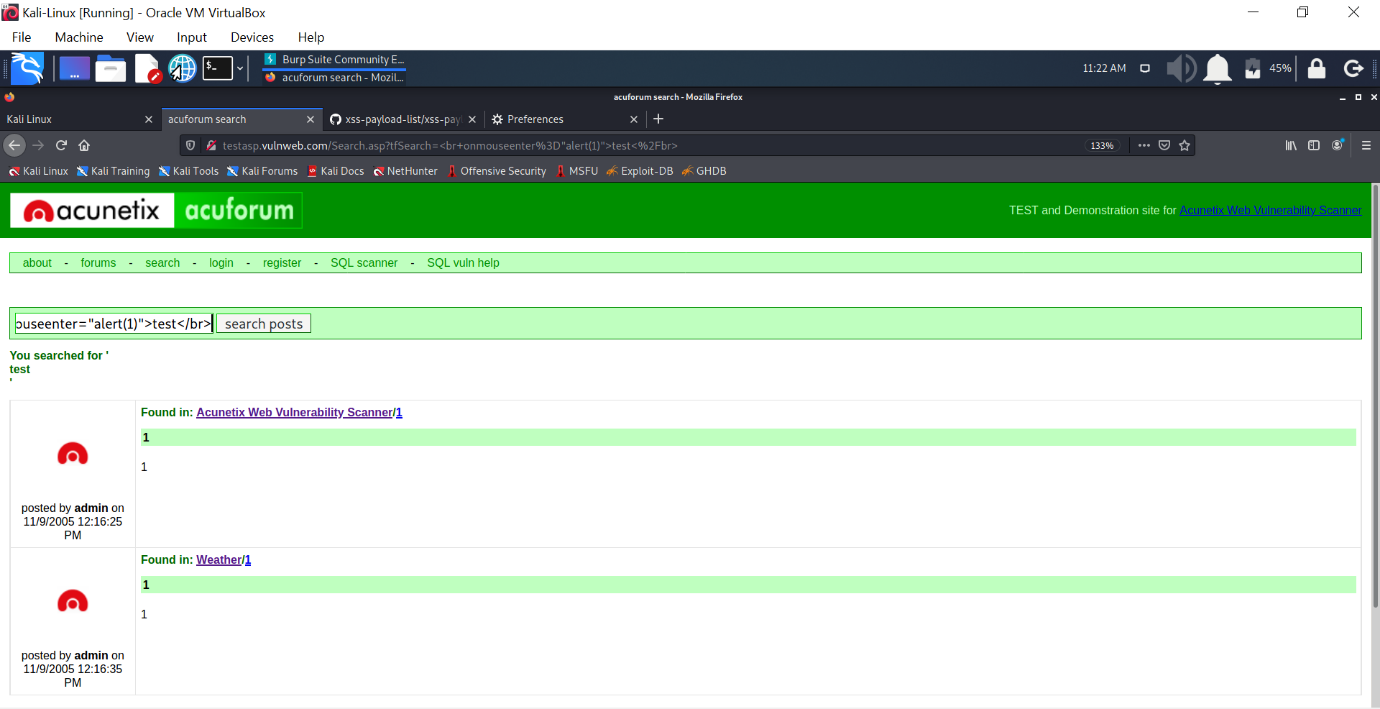 Kali-Linux [Running] - Oracle VM VirtualBox
File Machine View Input Devices Help
Burp Suite Community E...
acuforum search - Mozil...
11:22 AM 45%
acuforum search - Mozilla Firefox
Kali Linux acuforum search xss-payload-list/xss-payl Preferences
testasp.vulnweb.com/Search.asp?tfSearch=<br+onmouseenter%3D"alert(1)">test<%2Fbr> 133%
Kali Linux Kali Training Kali Tools Kali Forums Kali Docs NetHunter Offensive Security MSFU Exploit-DB GHDB
acunetix acuforum
TEST and Demonstration site for Acunetix Web Vulnerability Scanner
about - forums - search - login - register - SQL scanner - SQL vuln help
ouseenter="alert(1)">test</br> search posts
You searched for '
test
'
Found in: Acunetix Web Vulnerability Scanner/1
1
1
posted by admin on
11/9/2005 12:16:25
PM
Found in: Weather/1
1
1
posted by admin on
11/9/2005 12:16:35
PM